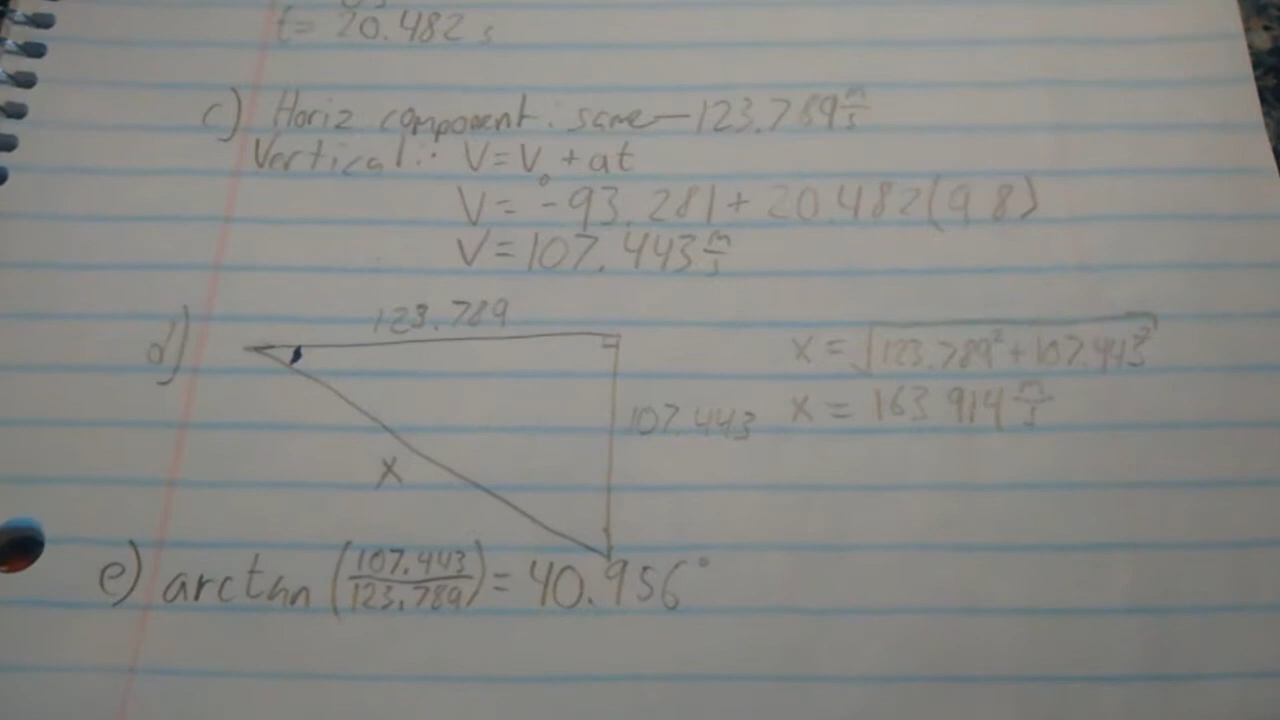 t= 20.482 s
c) Horiz component: same—123.789 m/s
Vertical: V=V₀+at
V= -93.281+20.482(9.8)
V=107.443 m/s
d) 123.789
x = √(123.789²+107.443²)
107.443
x = 163.914 m/s
x
e) arctan (107.443/123.789) = 40.956°